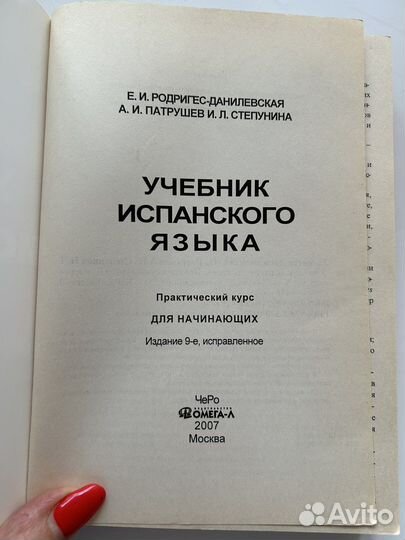 Е. И. РОДРИГЕС-ДАНИЛЕВСКАЯ
А. И. ПАТРУШЕВ И. Л. СТЕПУНИНА
УЧЕБНИК
ИСПАНСКОГО
ЯЗЫКА
Практический курс
ДЛЯ НАЧИНАЮЩИХ
Издание 9-е, исправленное
ЧеРо
ОМЕГА-Л
2007
Москва
Avito